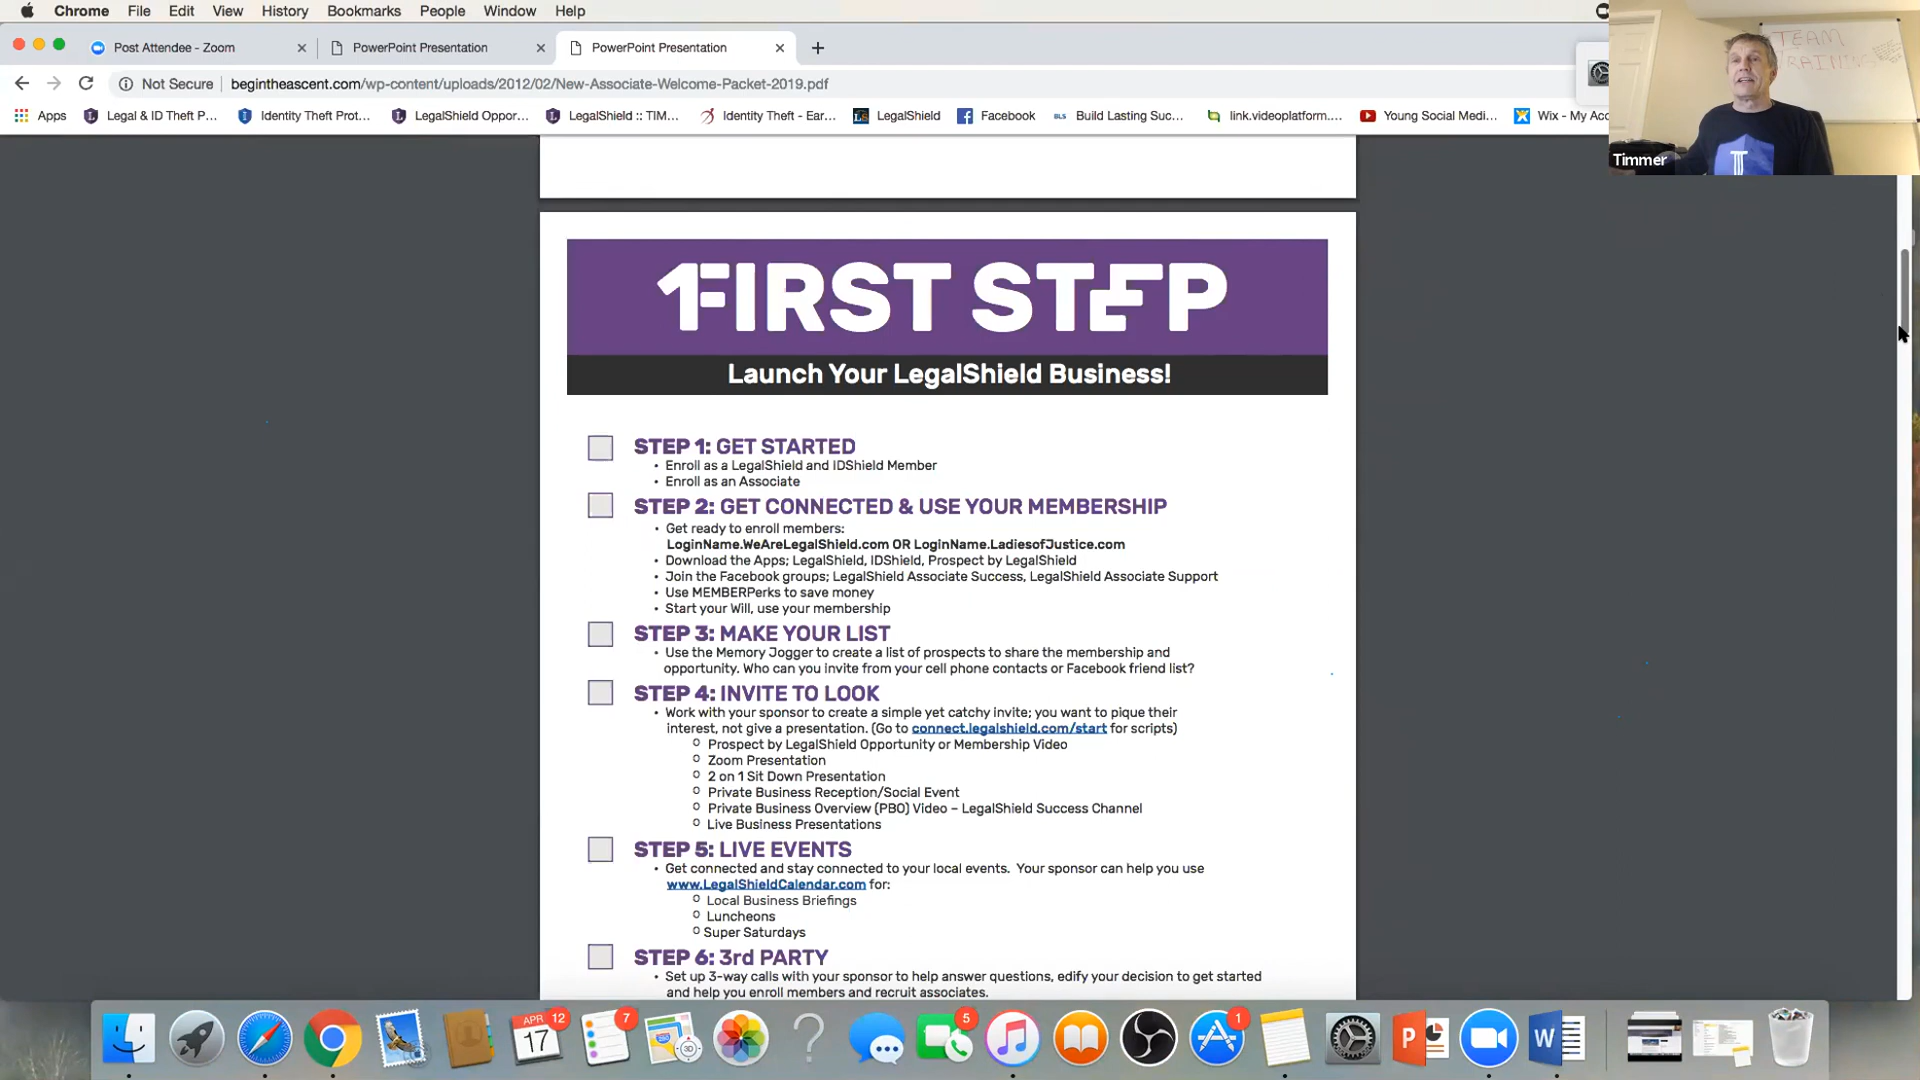 Chrome File Edit View History Bookmarks People Window Help
Post Attendee - Zoom
PowerPoint Presentation
PowerPoint Presentation
Not Secure begintheascent.com/wp-content/uploads/2012/02/New-Associate-Welcome-Packet-2019.pdf
Apps Legal & ID Theft P... Identity Theft Prot... LegalShield Oppor... LegalShield :: TIM... Identity Theft - Ear... LegalShield Facebook Build Lasting Suc... link.videoplatform.... Young Social Medi... Wix - My Acc
TEAM
TRAINING
Timmer
FIRST STEP
Launch Your LegalShield Business!
STEP 1: GET STARTED
• Enroll as a LegalShield and IDShield Member
• Enroll as an Associate
STEP 2: GET CONNECTED & USE YOUR MEMBERSHIP
• Get ready to enroll members:
LoginName.WeAreLegalShield.com OR LoginName.LadiesofJustice.com
• Download the Apps; LegalShield, IDShield, Prospect by LegalShield
• Join the Facebook groups; LegalShield Associate Success, LegalShield Associate Support
• Use MEMBERPerks to save money
• Start your Will, use your membership
STEP 3: MAKE YOUR LIST
• Use the Memory Jogger to create a list of prospects to share the membership and
opportunity. Who can you invite from your cell phone contacts or Facebook friend list?
STEP 4: INVITE TO LOOK
• Work with your sponsor to create a simple yet catchy invite; you want to pique their
interest, not give a presentation. (Go to connect.legalshield.com/start for scripts)
o Prospect by LegalShield Opportunity or Membership Video
o Zoom Presentation
o 2 on 1 Sit Down Presentation
o Private Business Reception/Social Event
o Private Business Overview (PBO) Video – LegalShield Success Channel
o Live Business Presentations
STEP 5: LIVE EVENTS
• Get connected and stay connected to your local events. Your sponsor can help you use
www.LegalShieldCalendar.com for:
o Local Business Briefings
o Luncheons
o Super Saturdays
STEP 6: 3rd PARTY
• Set up 3-way calls with your sponsor to help answer questions, edify your decision to get started
and help you enroll members and recruit associates.
APR 17
12
7
5
1